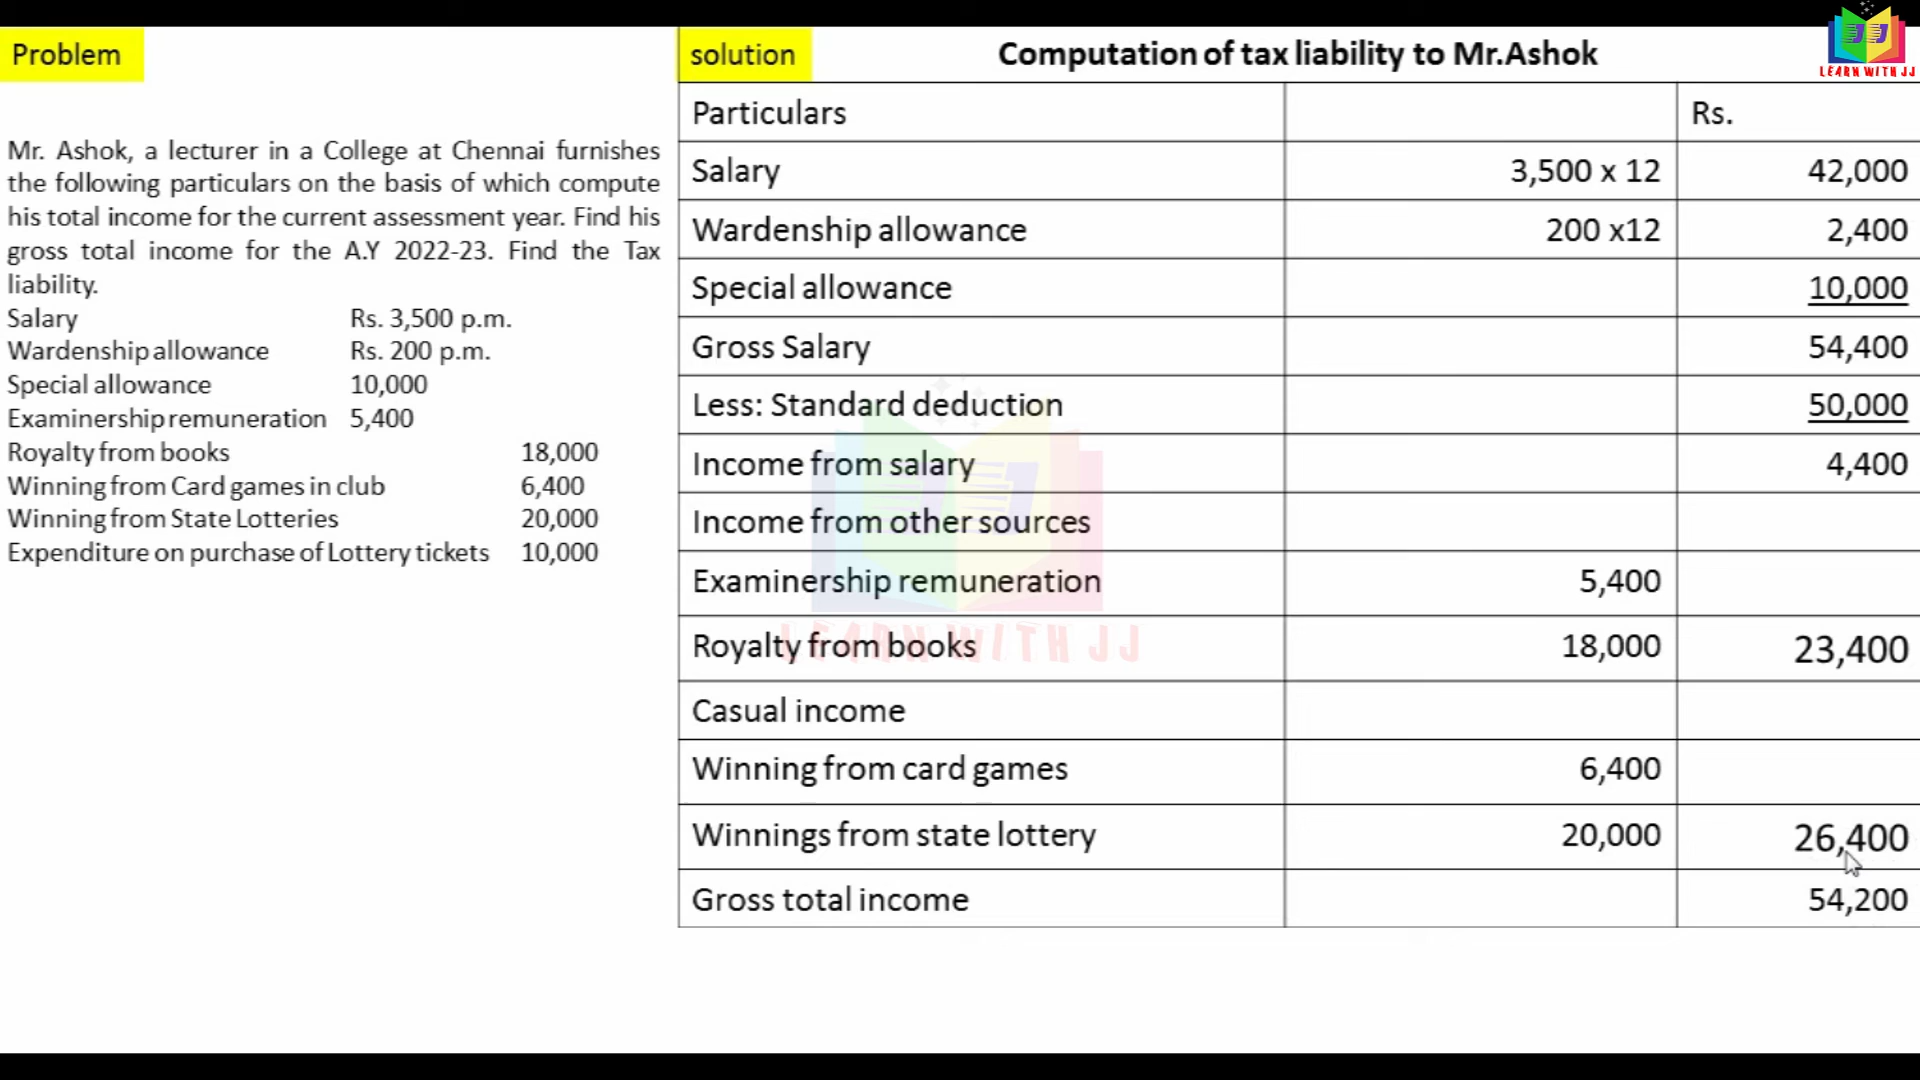 Problem
Mr. Ashok, a lecturer in a College at Chennai furnishes
the following particulars on the basis of which compute
his total income for the current assessment year. Find his
gross total income for the A.Y 2022-23. Find the Tax
liability.
Salary Rs. 3,500 p.m.
Wardenship allowance Rs. 200 p.m.
Special allowance 10,000
Examinership remuneration 5,400
Royalty from books 18,000
Winning from Card games in club 6,400
Winning from State Lotteries 20,000
Expenditure on purchase of Lottery tickets 10,000
solution Computation of tax liability to Mr.Ashok
LEARN WITH JJ
Particulars Rs.
Salary 3,500 x 12 42,000
Wardenship allowance 200 x12 2,400
Special allowance 10,000
Gross Salary 54,400
Less: Standard deduction 50,000
Income from salary 4,400
Income from other sources
Examinership remuneration 5,400
Royalty from books 18,000 23,400
LEARN WITH JJ
Casual income
Winning from card games 6,400
Winnings from state lottery 20,000 26,400
Gross total income 54,200